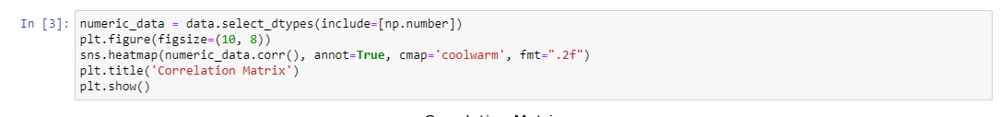 In [3]: numeric_data = data.select_dtypes(include=[np.number])
plt.figure(figsize=(10, 8))
sns.heatmap(numeric_data.corr(), annot=True, cmap='coolwarm', fmt=".2f")
plt.title('Correlation Matrix')
plt.show()